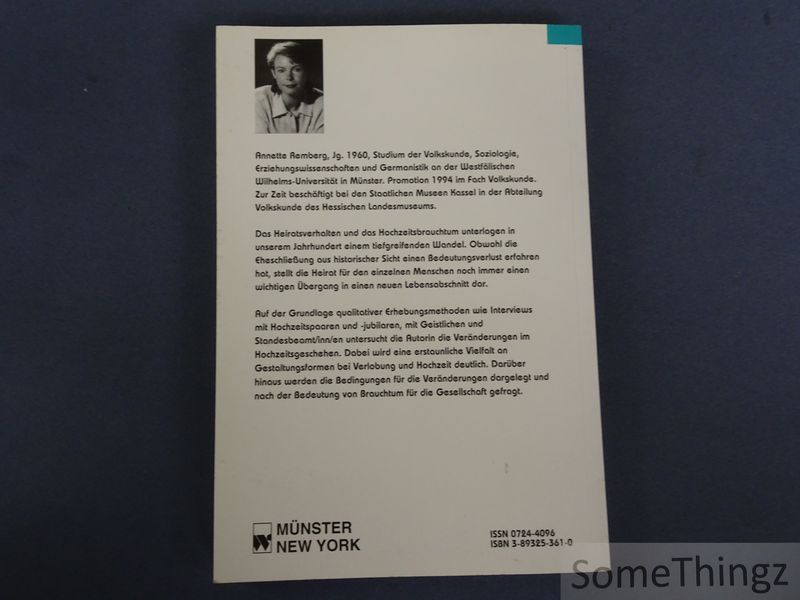 Annette Remberg, Jg. 1960, Studium der Volkskunde, Soziologie,
Erziehungswissenschaften und Germanistik an der Westfälischen
Wilhelms-Universität in Münster. Promotion 1994 im Fach Volkskunde.
Zur Zeit beschäftigt bei den Staatlichen Museen Kassel in der Abteilung
Volkskunde des Hessischen Landesmuseums.
Das Heiratsverhalten und das Hochzeitsbrauchtum unterlagen in
unserem Jahrhundert einem tiefgreifenden Wandel. Obwohl die
Eheschließung aus historischer Sicht einen Bedeutungsverlust erfahren
hat, stellt die Heirat für den einzelnen Menschen noch immer einen
wichtigen Übergang in einen neuen Lebensabschnitt dar.
Auf der Grundlage qualitativer Erhebungsmethoden wie Interviews
mit Hochzeitspaaren und -jubilaren, mit Geistlichen und
Standesbeamt/inn/en untersucht die Autorin die Veränderungen im
Hochzeitsgeschehen. Dabei wird eine erstaunliche Vielfalt an
Gestaltungsformen bei Verlobung und Hochzeit deutlich. Darüber
hinaus werden die Bedingungen für die Veränderungen dargelegt und
nach der Bedeutung von Brauchtum für die Gesellschaft gefragt.
W MÜNSTER
NEW YORK
ISSN 0724-4096
ISBN 3-89325-361-0
SomeThingz